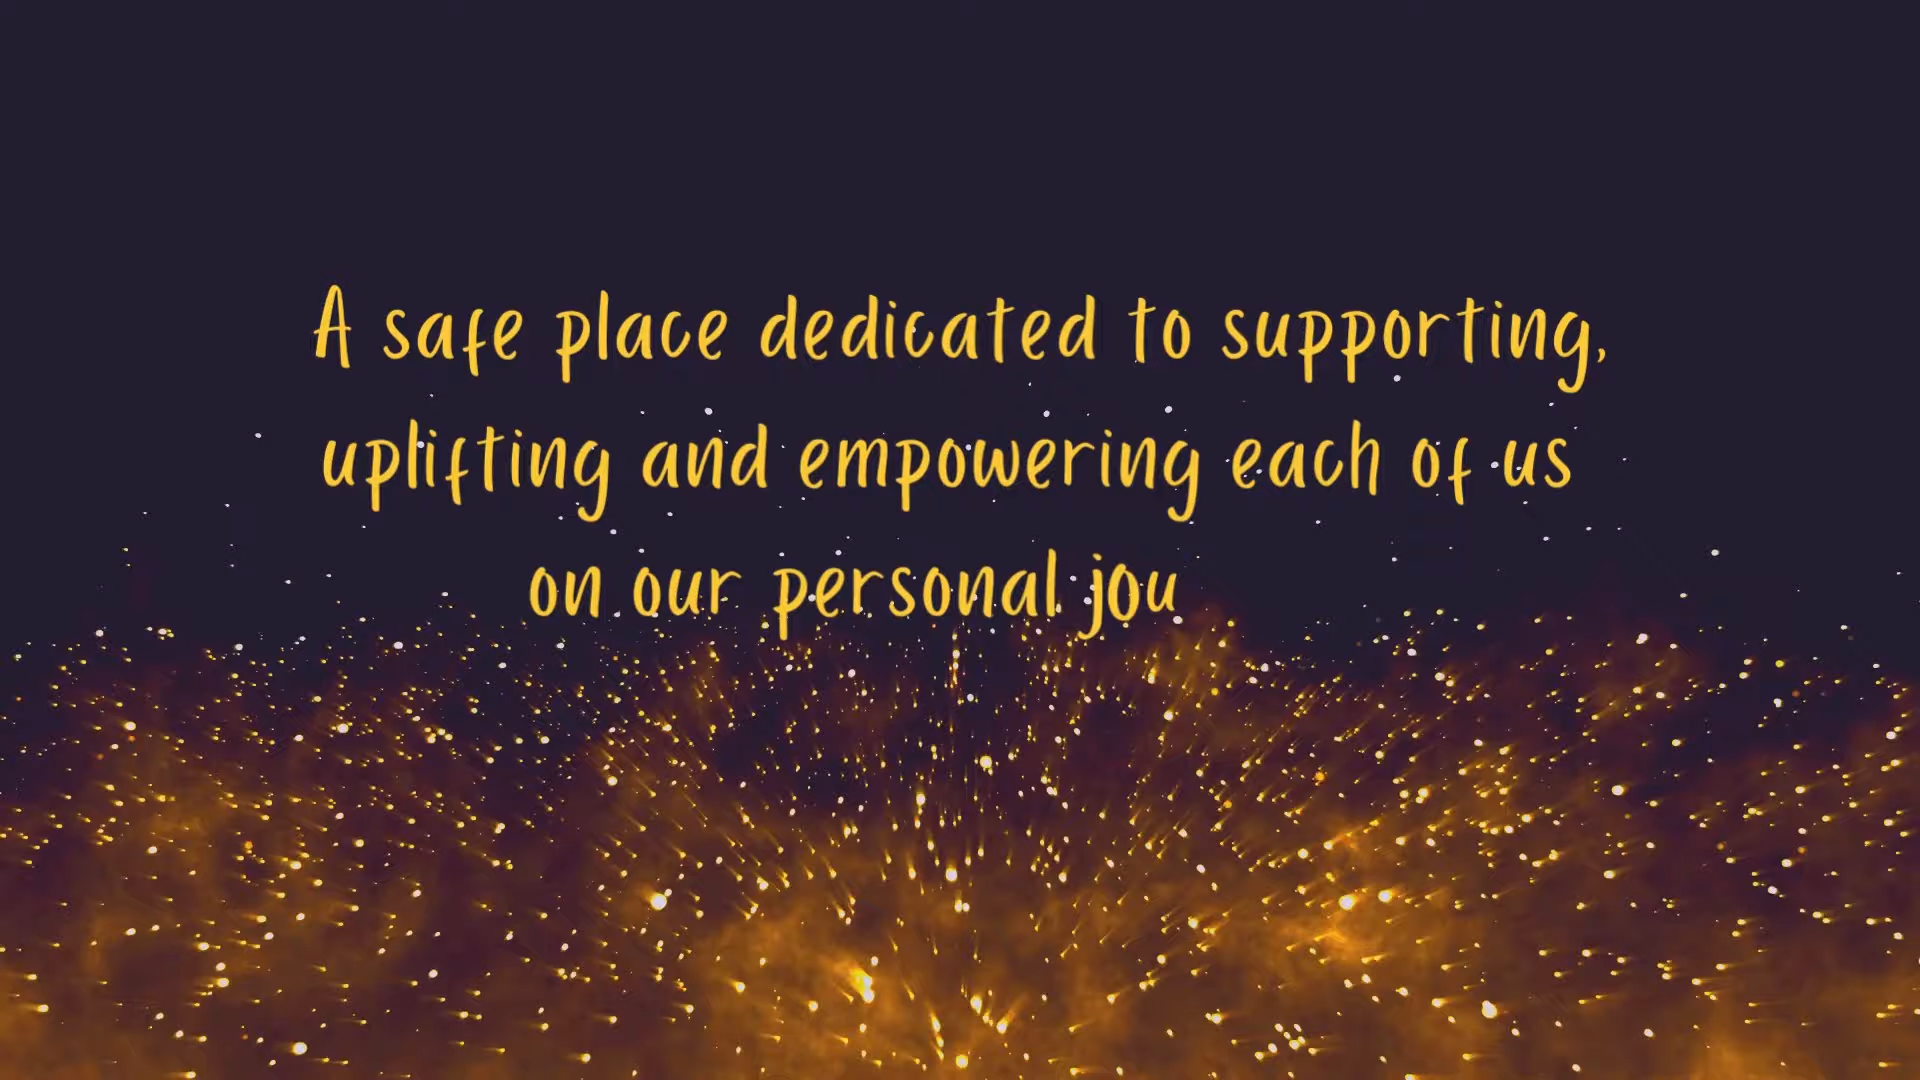 A safe place dedicated to supporting,
uplifting and empowering each of us
on our personal jou